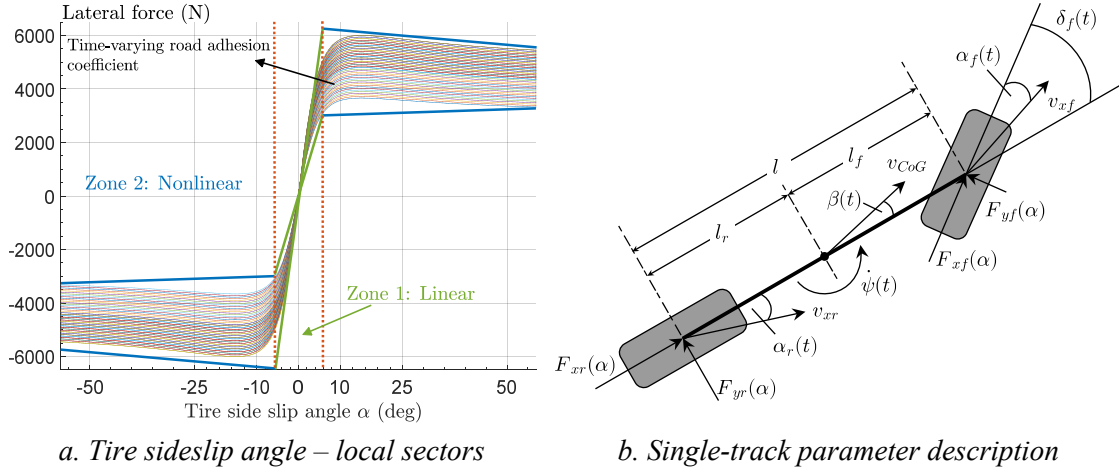 Lateral force (N)
6000
4000
2000
0
-2000
-4000
-6000
Time-varying road adhesion
coefficient
Zone 2: Nonlinear
Zone 1: Linear
-50 -25 -10 0 10 25 50
Tire side slip angle α (deg)
a. Tire sideslip angle – local sectors
δf(t)
αf(t)
vxf
l
lf
vCoG
β(t)
Fyf(α)
lr
Fxf(α)
ψ̇(t)
vxr
Fxr(α)
αr(t)
Fyr(α)
b. Single-track parameter description